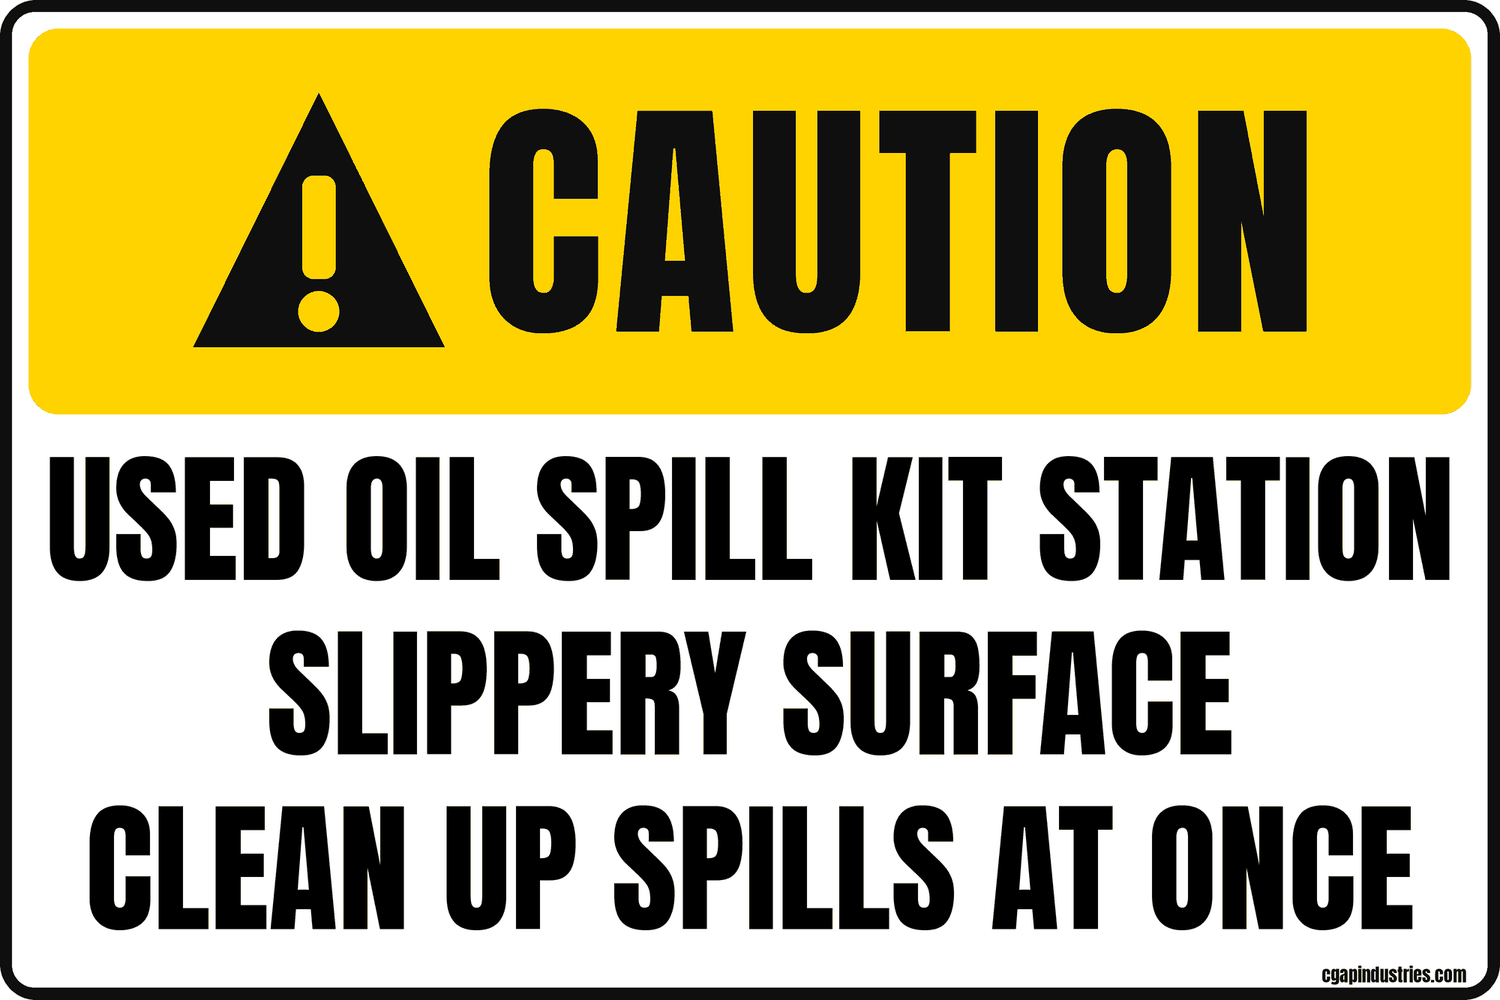 CAUTION
USED OIL SPILL KIT STATION
SLIPPERY SURFACE
CLEAN UP SPILLS AT ONCE
cgapindustries.com